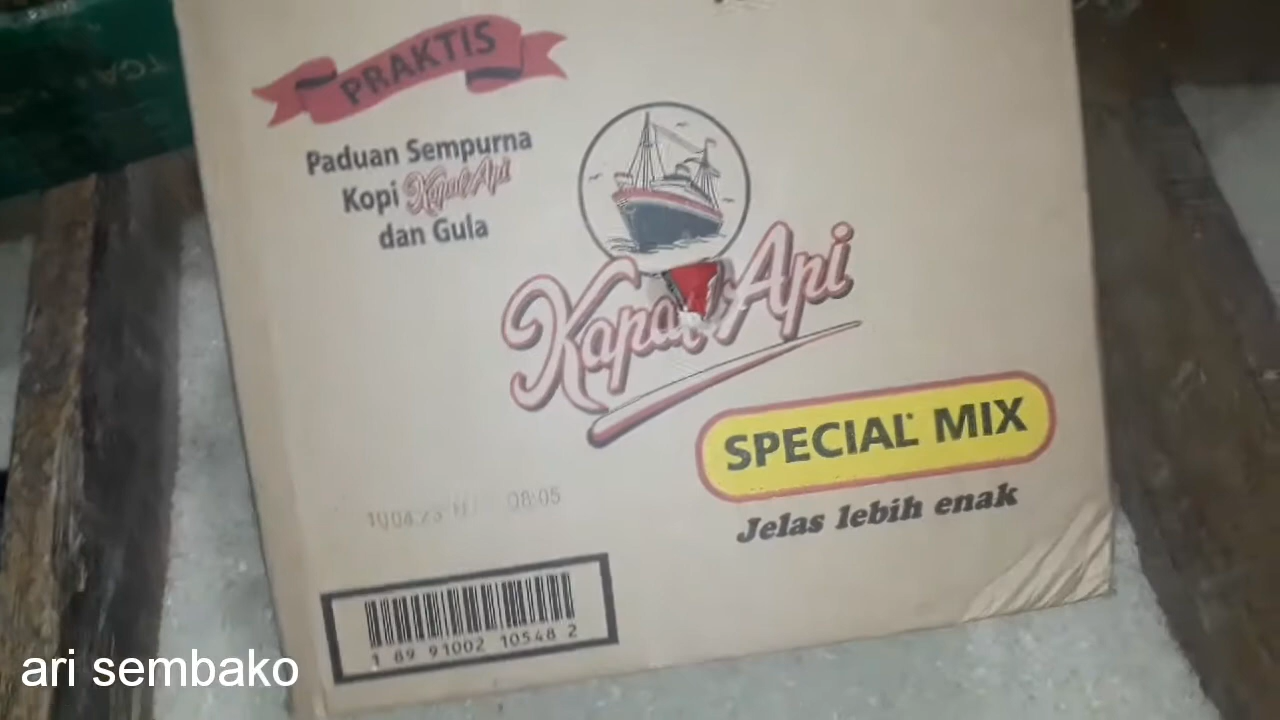 PRAKTIS
Paduan Sempurna
Kopi Kapal Api
dan Gula
Kapal Api
SPECIAL MIX
Jelas lebih enak
08:05
1 89 91002 10548 2
ari sembako